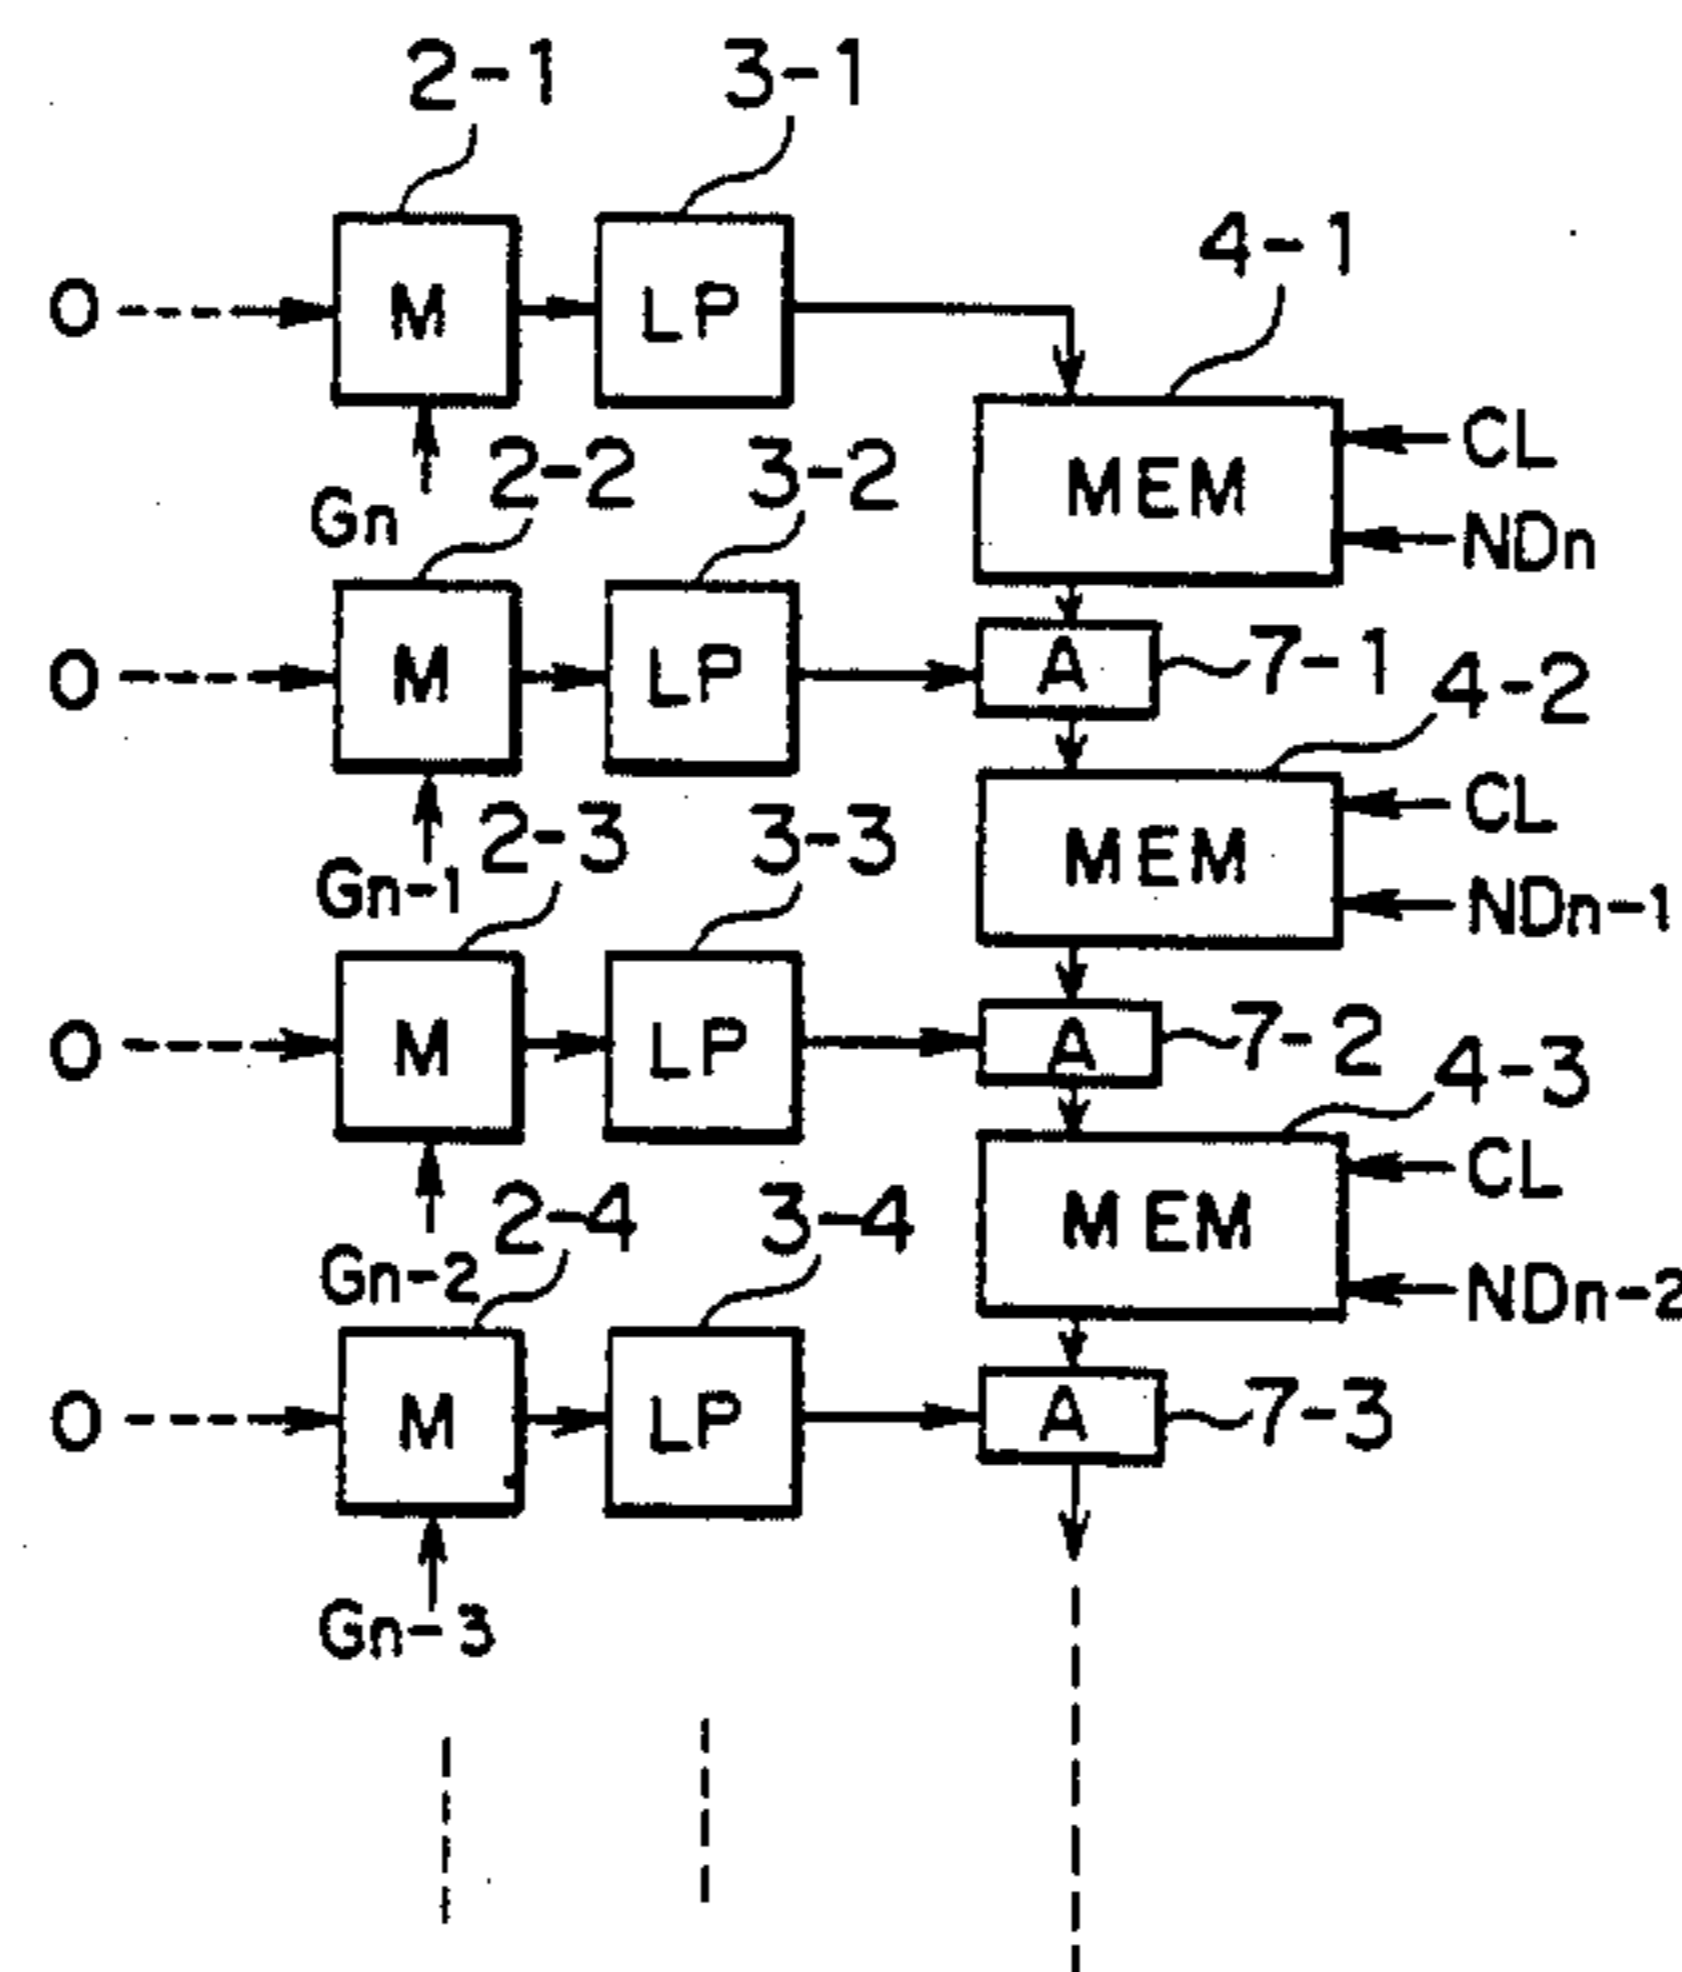 2-1 3-1
4-1
O M LP
CL
MEM
NDn
Gn 2-2 3-2
O M LP A 7-1 4-2
CL
MEM
NDn-1
Gn-1 2-3 3-3
O M LP A 7-2 4-3
CL
MEM
NDn-2
Gn-2 2-4 3-4
O M LP A 7-3
Gn-3